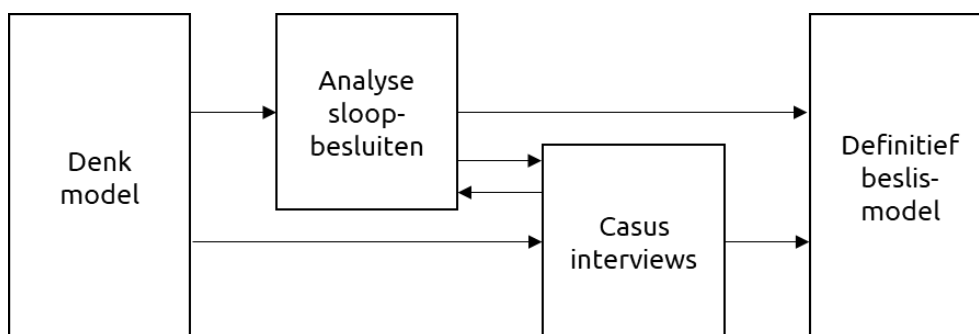 Denk
model
Analyse
sloop-
besluiten
Casus
interviews
Definitief
beslis-
model